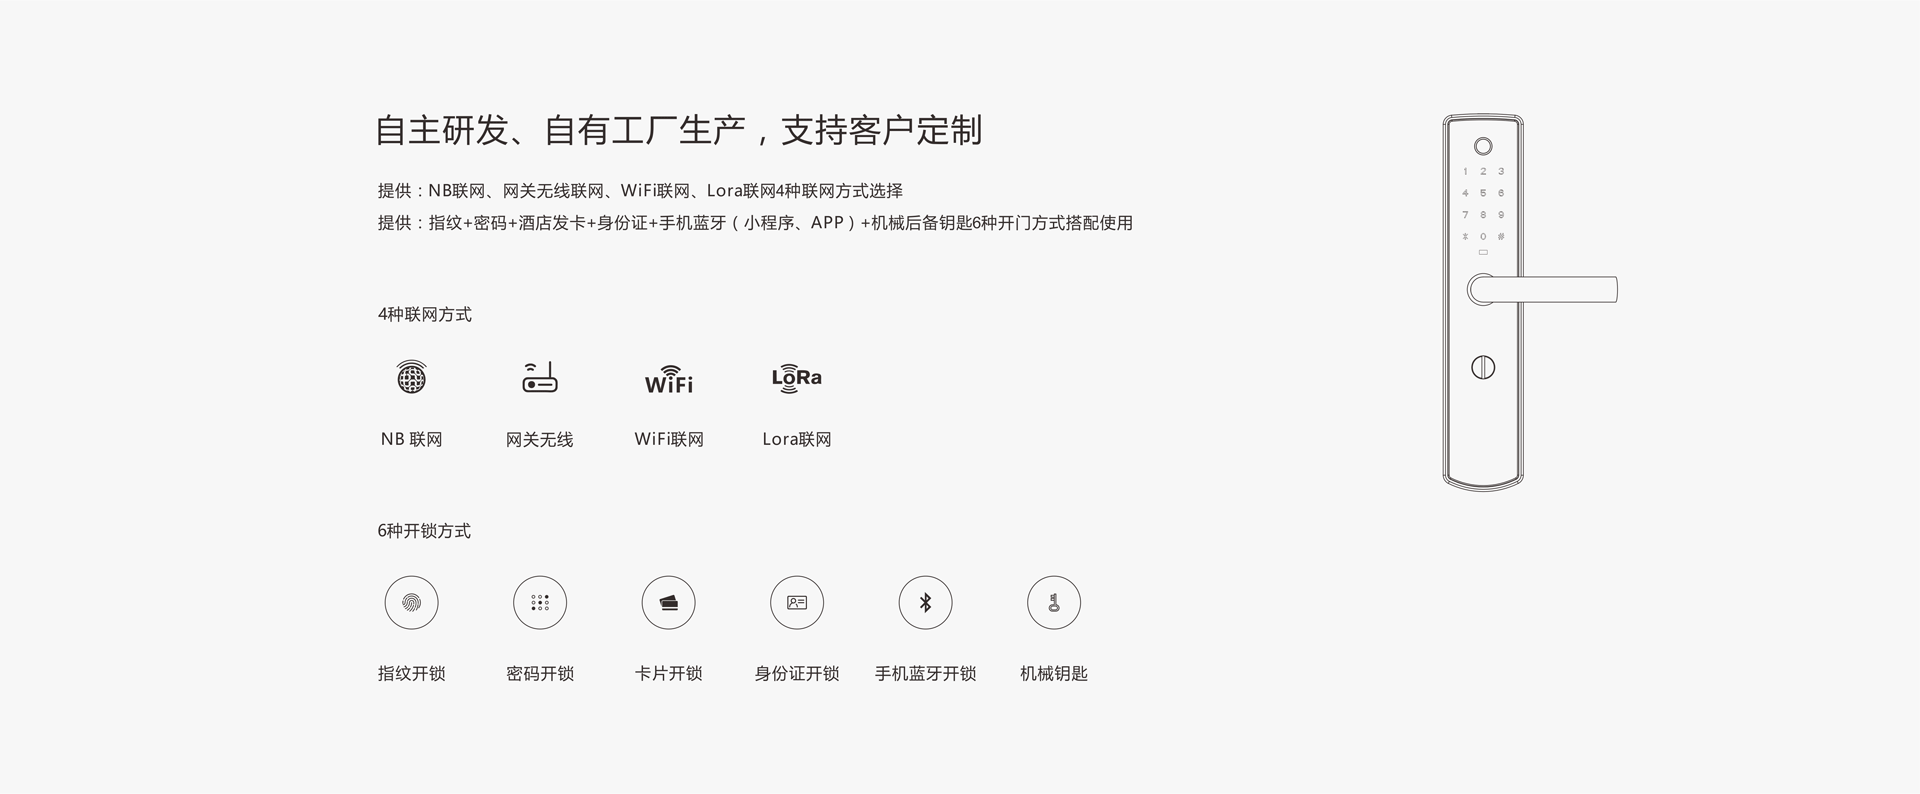 自主研发、自有工厂生产，支持客户定制
提供：NB联网、网关无线联网、WiFi联网、Lora联网4种联网方式选择
提供：指纹+密码+酒店发卡+身份证+手机蓝牙（小程序、APP）+机械后备钥匙6种开门方式搭配使用
4种联网方式
WiFi
LoRa
NB 联网
网关无线
WiFi联网
Lora联网
6种开锁方式
指纹开锁
密码开锁
卡片开锁
身份证开锁
手机蓝牙开锁
机械钥匙
1 2 3
4 5 6
7 8 9
* 0 #